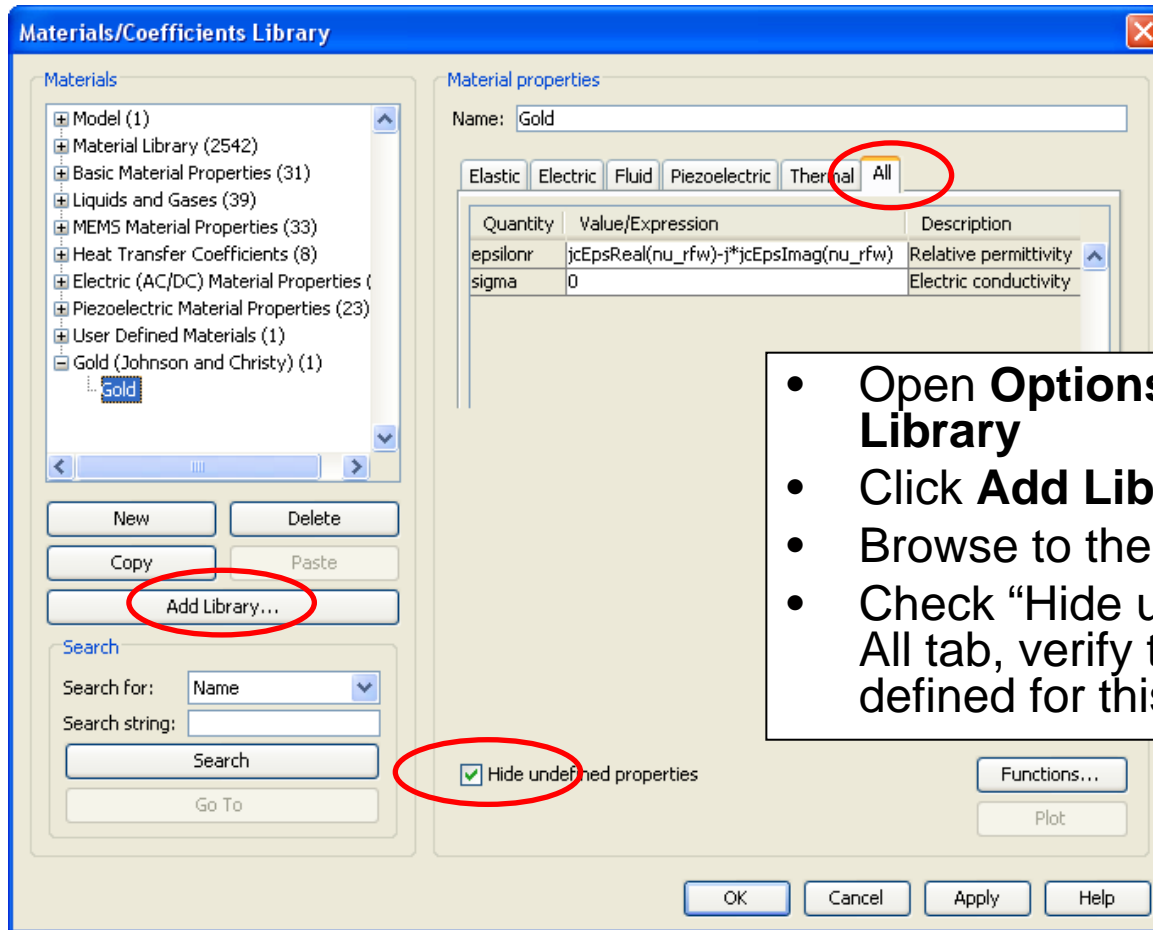 Materials/Coefficients Library
Materials
Model (1)
Material Library (2542)
Basic Material Properties (31)
Liquids and Gases (39)
MEMS Material Properties (33)
Heat Transfer Coefficients (8)
Electric (AC/DC) Material Properties (
Piezoelectric Material Properties (23)
User Defined Materials (1)
Gold (Johnson and Christy) (1)
Gold
New
Delete
Copy
Paste
Add Library...
Search
Search for: Name
Search string:
Search
Go To
Material properties
Name: Gold
Elastic Electric Fluid Piezoelectric Thermal All
Quantity Value/Expression Description
epsilonr jcEpsReal(nu_rfw)-j*jcEpsImag(nu_rfw) Relative permittivity
sigma 0 Electric conductivity
• Open Options
Library
• Click Add Lib
• Browse to the
• Check “Hide u
All tab, verify t
defined for this
Hide undefined properties
Functions...
Plot
OK Cancel Apply Help